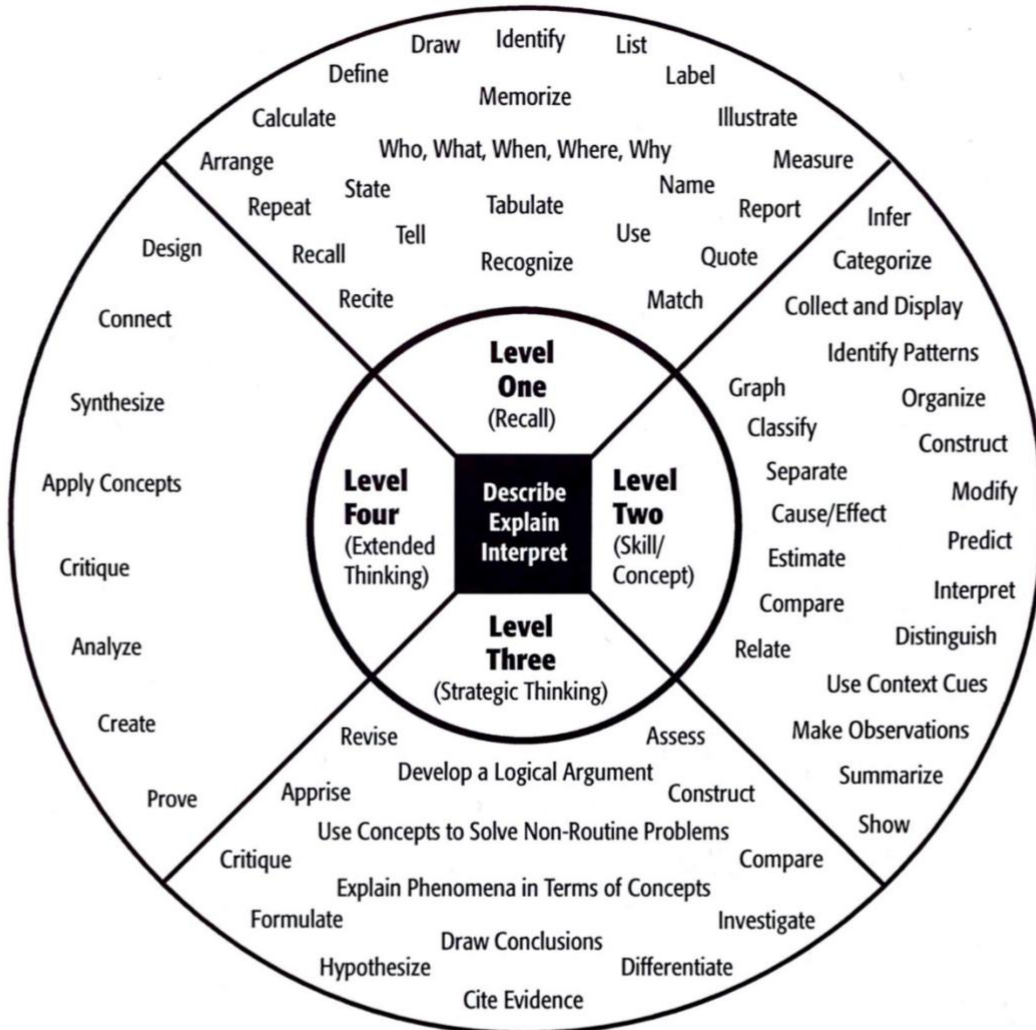 Draw
Identify
List
Define
Label
Memorize
Calculate
Illustrate
Who, What, When, Where, Why
Arrange
Measure
State
Name
Repeat
Tabulate
Report
Tell
Use
Recall
Recognize
Quote
Recite
Match
Level
One
(Recall)
Infer
Categorize
Collect and Display
Identify Patterns
Graph
Organize
Classify
Construct
Separate
Modify
Cause/Effect
Predict
Estimate
Interpret
Compare
Distinguish
Relate
Use Context Cues
Make Observations
Summarize
Show
Level
Two
(Skill/
Concept)
Describe
Explain
Interpret
Level
Three
(Strategic Thinking)
Revise
Assess
Develop a Logical Argument
Apprise
Construct
Use Concepts to Solve Non-Routine Problems
Critique
Compare
Explain Phenomena in Terms of Concepts
Formulate
Investigate
Draw Conclusions
Hypothesize
Differentiate
Cite Evidence
Level
Four
(Extended
Thinking)
Design
Connect
Synthesize
Apply Concepts
Critique
Analyze
Create
Prove